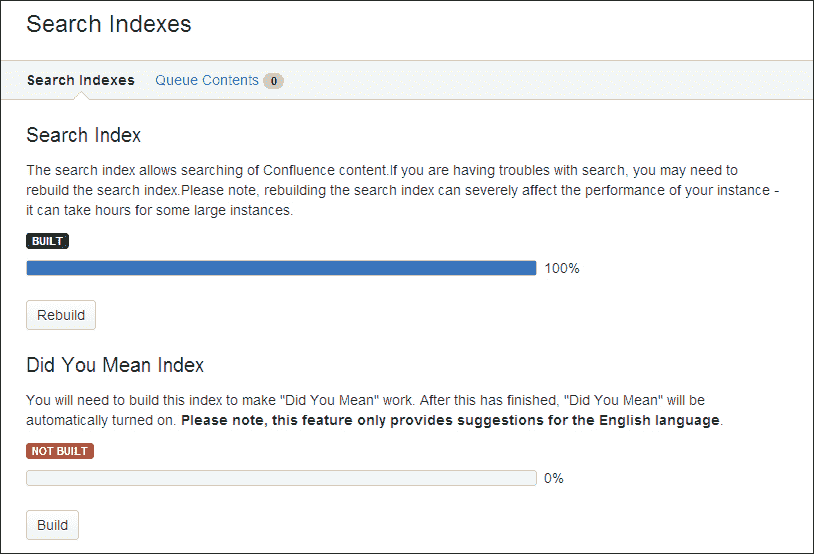 Search Indexes
Search Indexes Queue Contents 0
Search Index
The search index allows searching of Confluence content.If you are having troubles with search, you may need to
rebuild the search index.Please note, rebuilding the search index can severely affect the performance of your instance -
it can take hours for some large instances.
BUILT
100%
Rebuild
Did You Mean Index
You will need to build this index to make "Did You Mean" work. After this has finished, "Did You Mean" will be
automatically turned on. Please note, this feature only provides suggestions for the English language.
NOT BUILT
0%
Build